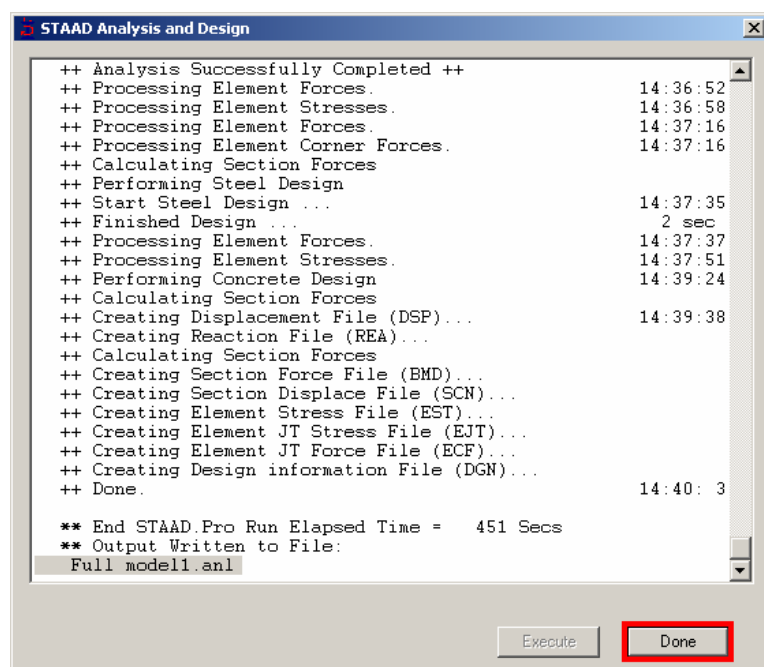 STAAD Analysis and Design
++ Analysis Successfully Completed ++
++ Processing Element Forces. 14:36:52
++ Processing Element Stresses. 14:36:58
++ Processing Element Forces. 14:37:16
++ Processing Element Corner Forces. 14:37:16
++ Calculating Section Forces
++ Performing Steel Design
++ Start Steel Design ... 14:37:35
++ Finished Design ... 2 sec
++ Processing Element Forces. 14:37:37
++ Processing Element Stresses. 14:37:51
++ Performing Concrete Design 14:39:24
++ Calculating Section Forces
++ Creating Displacement File (DSP)... 14:39:38
++ Creating Reaction File (REA)...
++ Calculating Section Forces
++ Creating Section Force File (BMD)...
++ Creating Section Displace File (SCN)...
++ Creating Element Stress File (EST)...
++ Creating Element JT Stress File (EJT)...
++ Creating Element JT Force File (ECF)...
++ Creating Design information File (DGN)...
++ Done. 14:40: 3
** End STAAD.Pro Run Elapsed Time = 451 Secs
** Output Written to File:
Full model1.anl
Execute Done